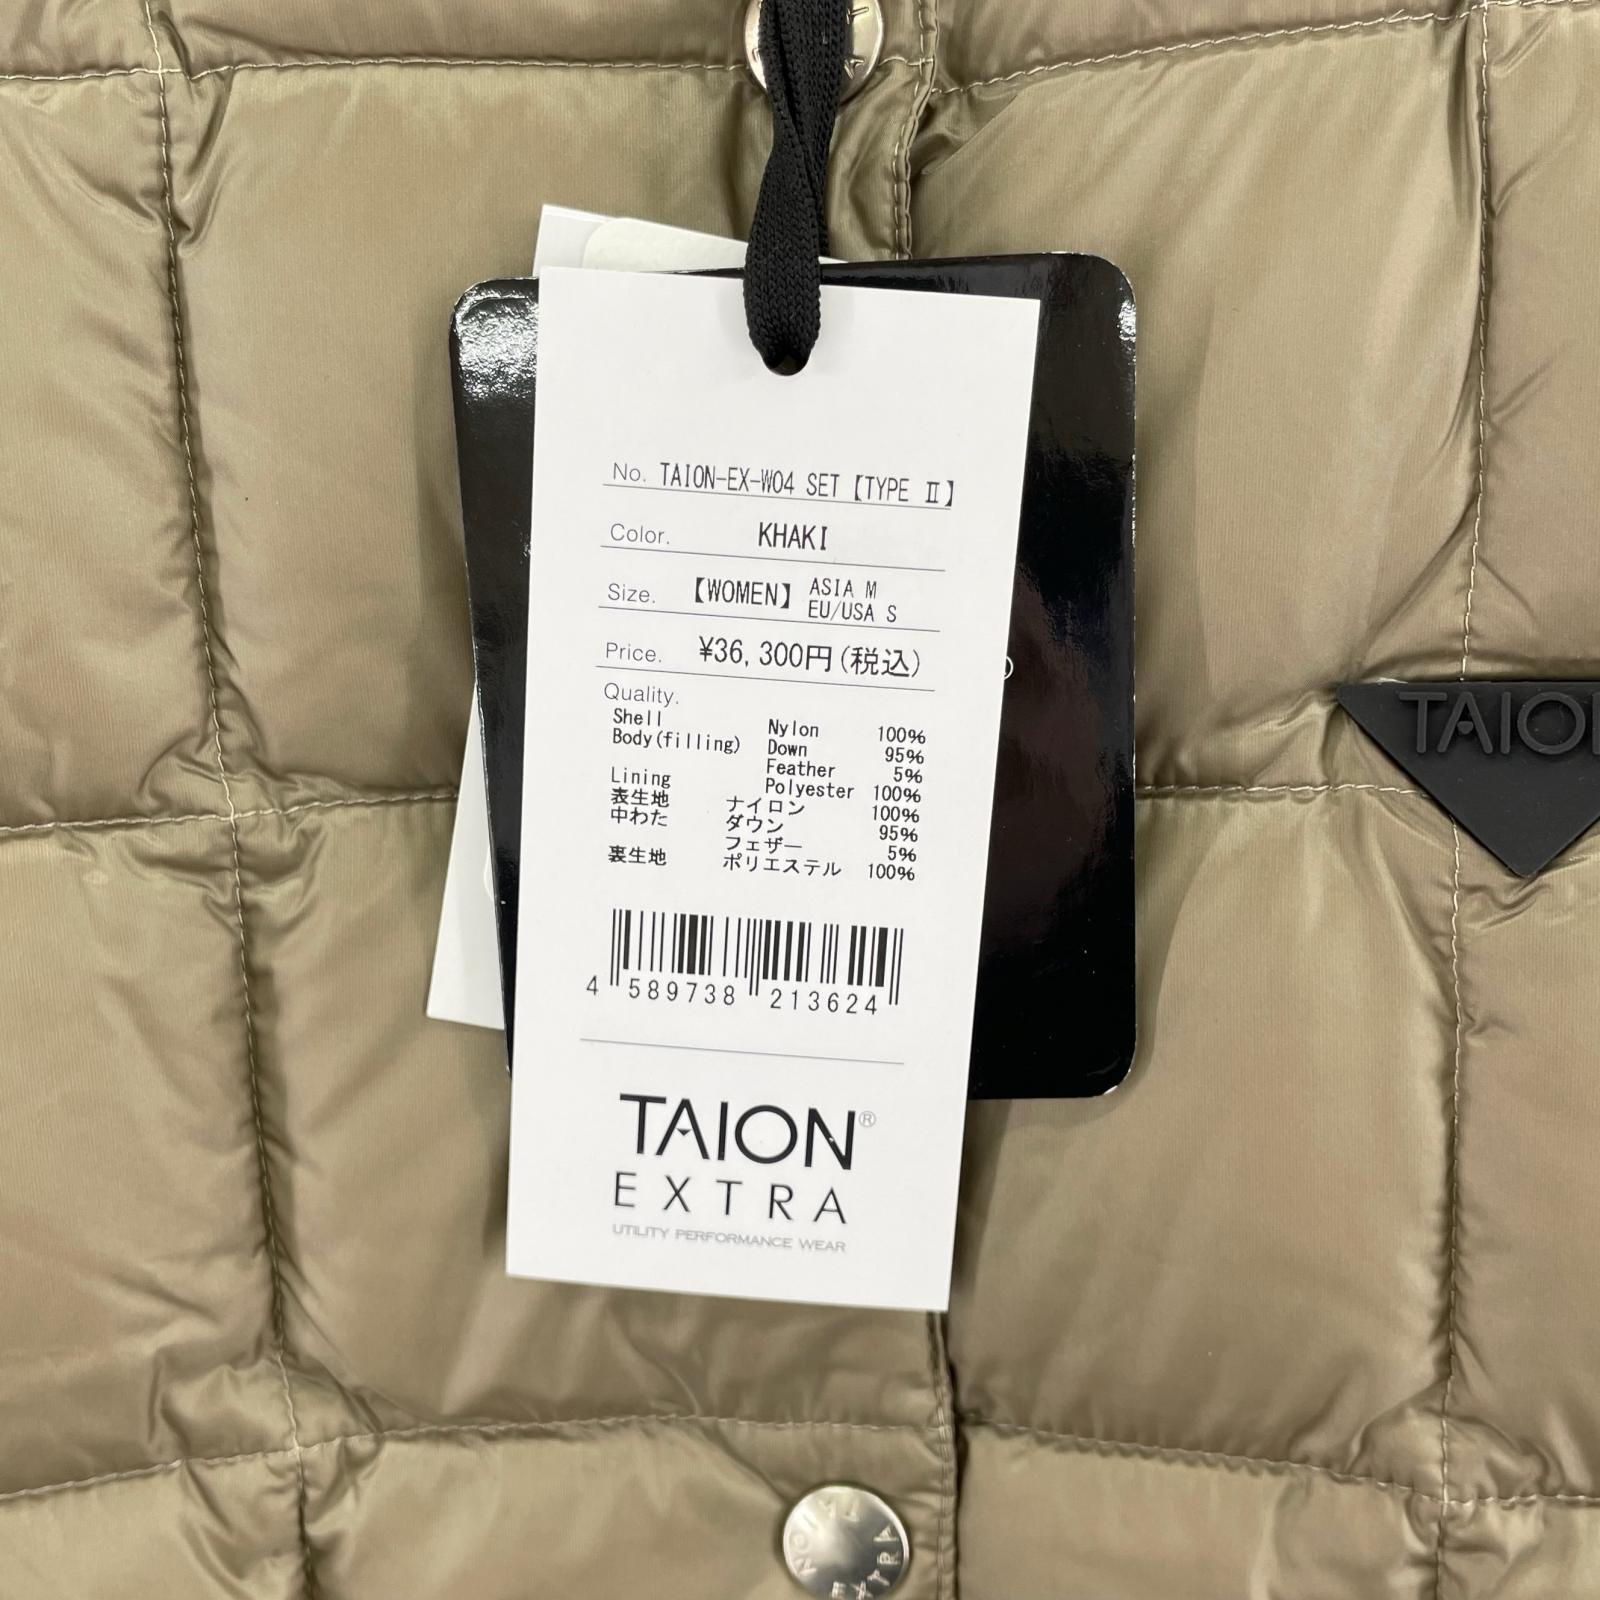 No. TAION-EX-W04 SET【TYPE Ⅱ】
Color. KHAKI
Size. 【WOMEN】 ASIA M
EU/USA S
Price. ¥36,300円(税込)
Quality.
Shell Nylon 100%
Body(filling) Down 95%
Feather 5%
Lining Polyester 100%
表生地 ナイロン 100%
中わた ダウン 95%
フェザー 5%
裏生地 ポリエステル 100%
4 589738 213624
TAION®
EXTRA
UTILITY PERFORMANCE WEAR
TAION
TAION
EXTRA